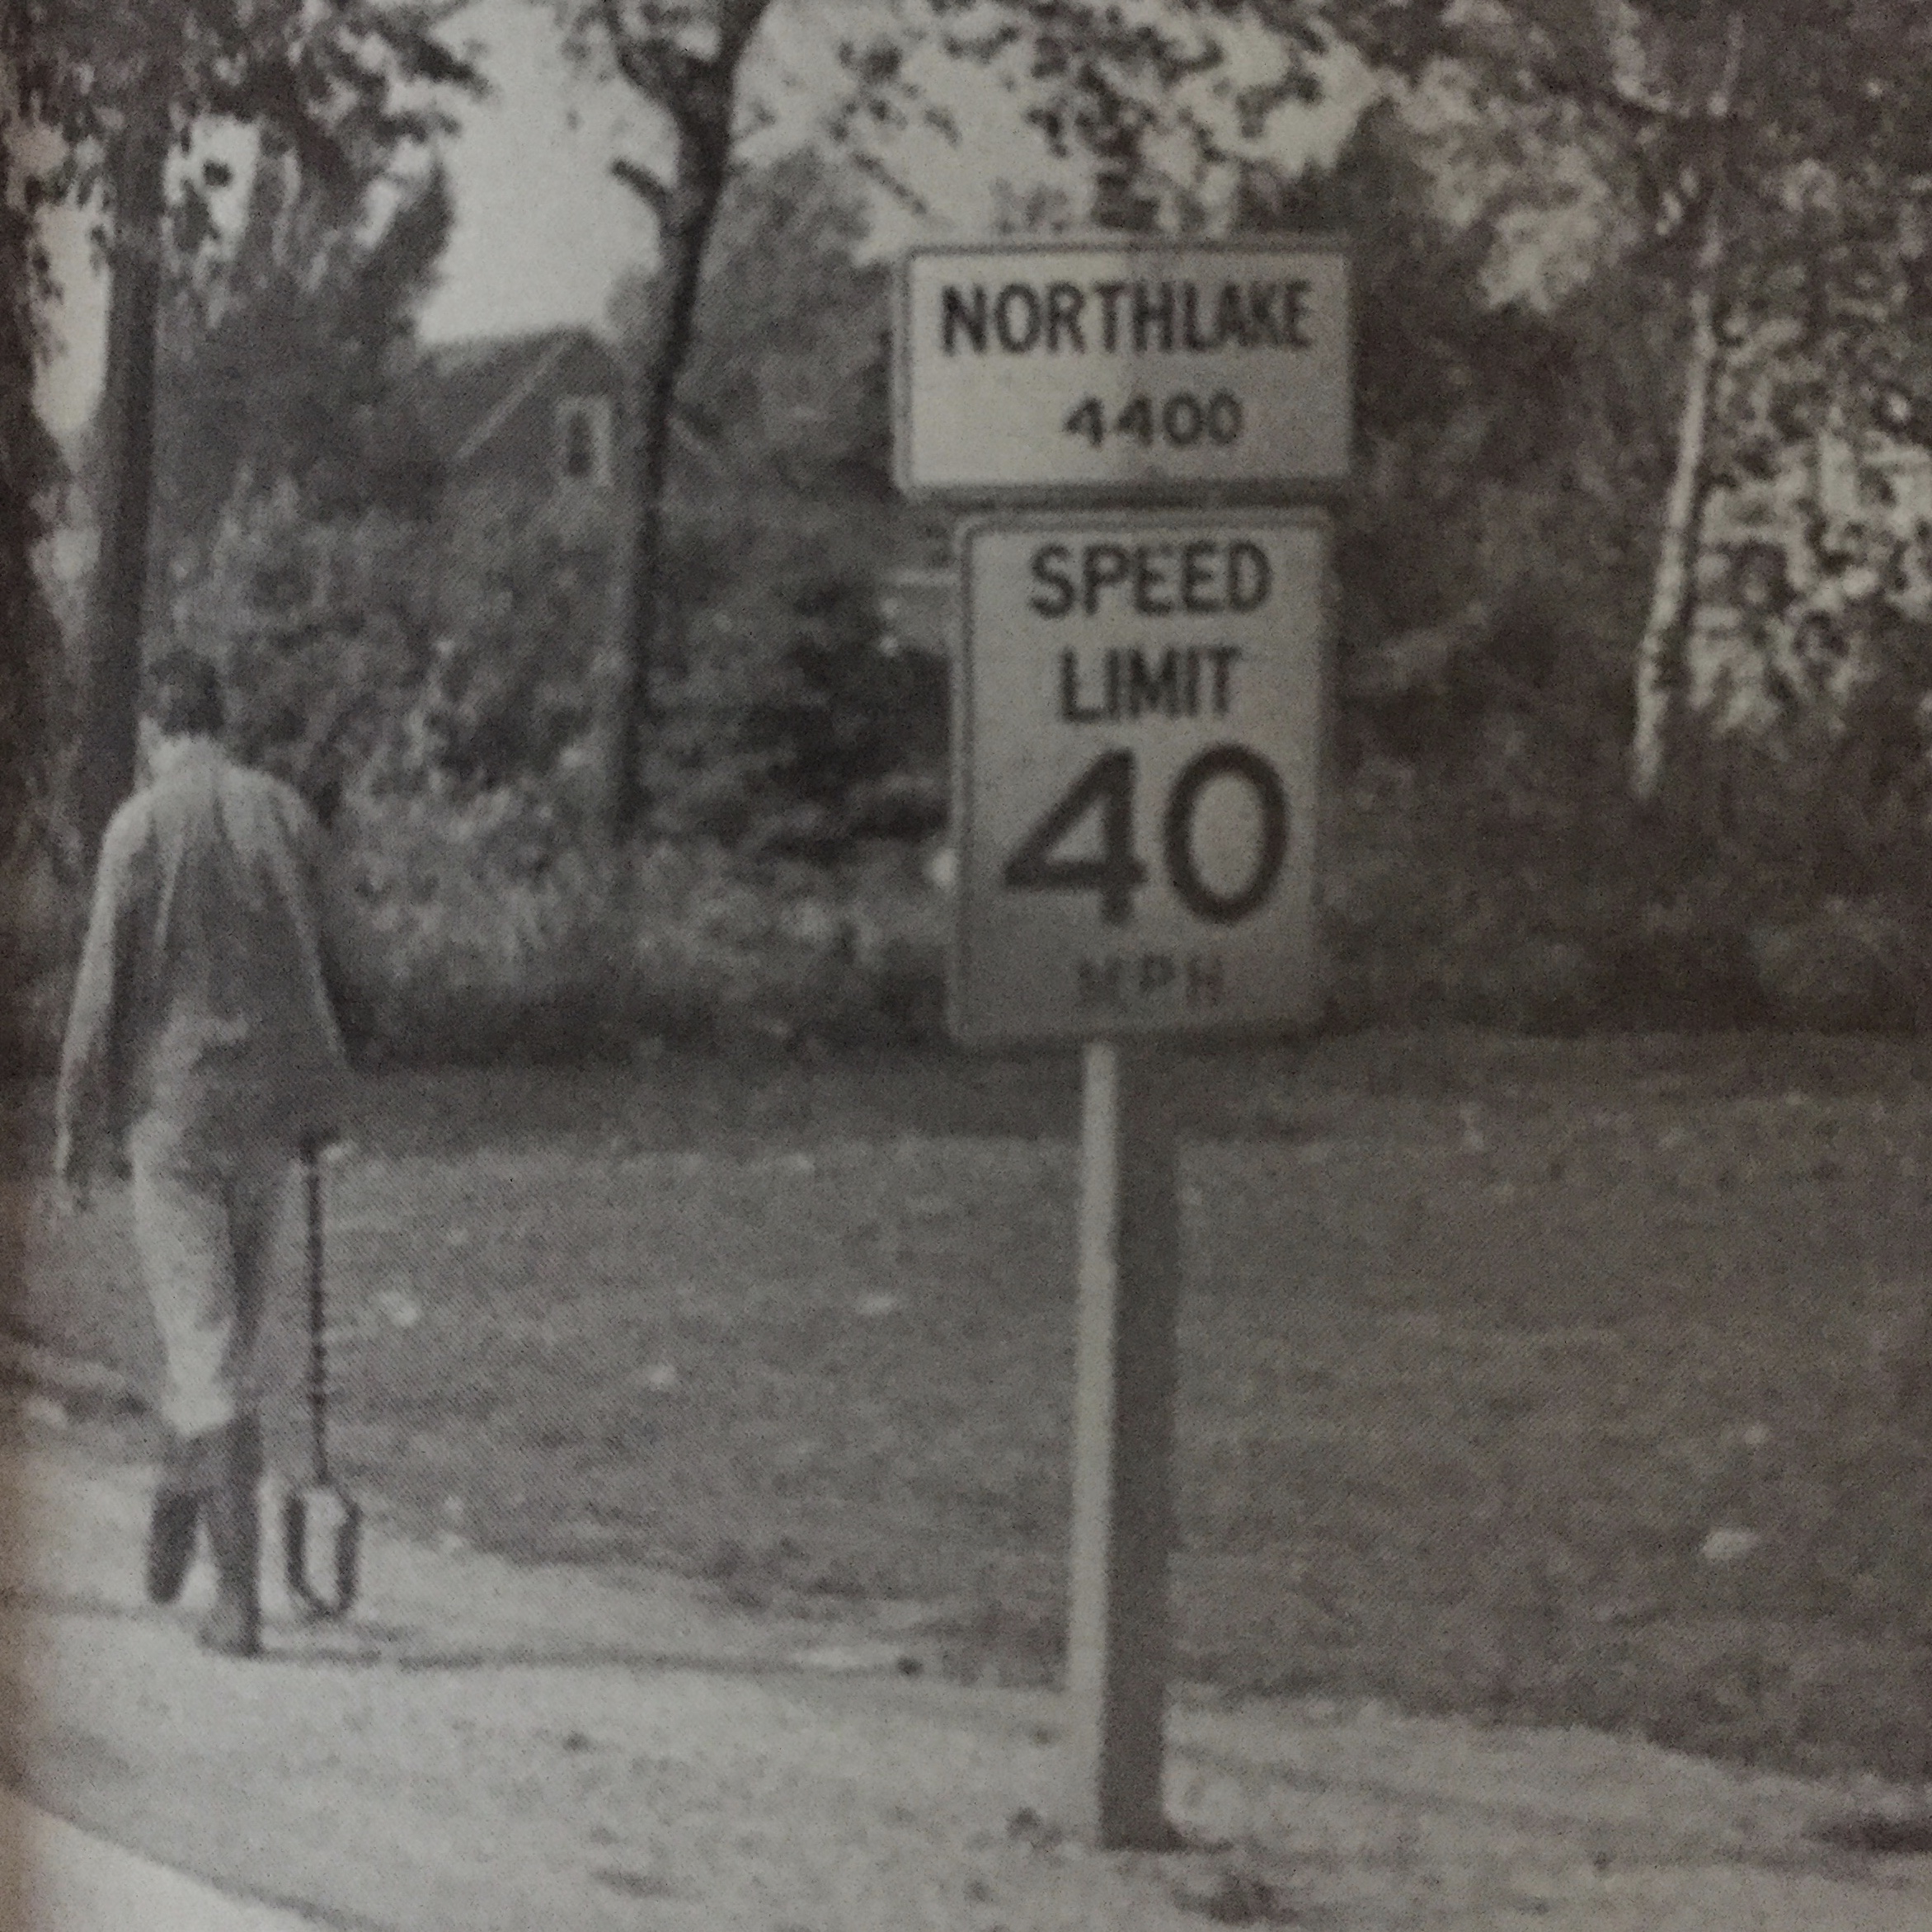 NORTHLAKE
4400
SPEED
LIMIT
40
MPH